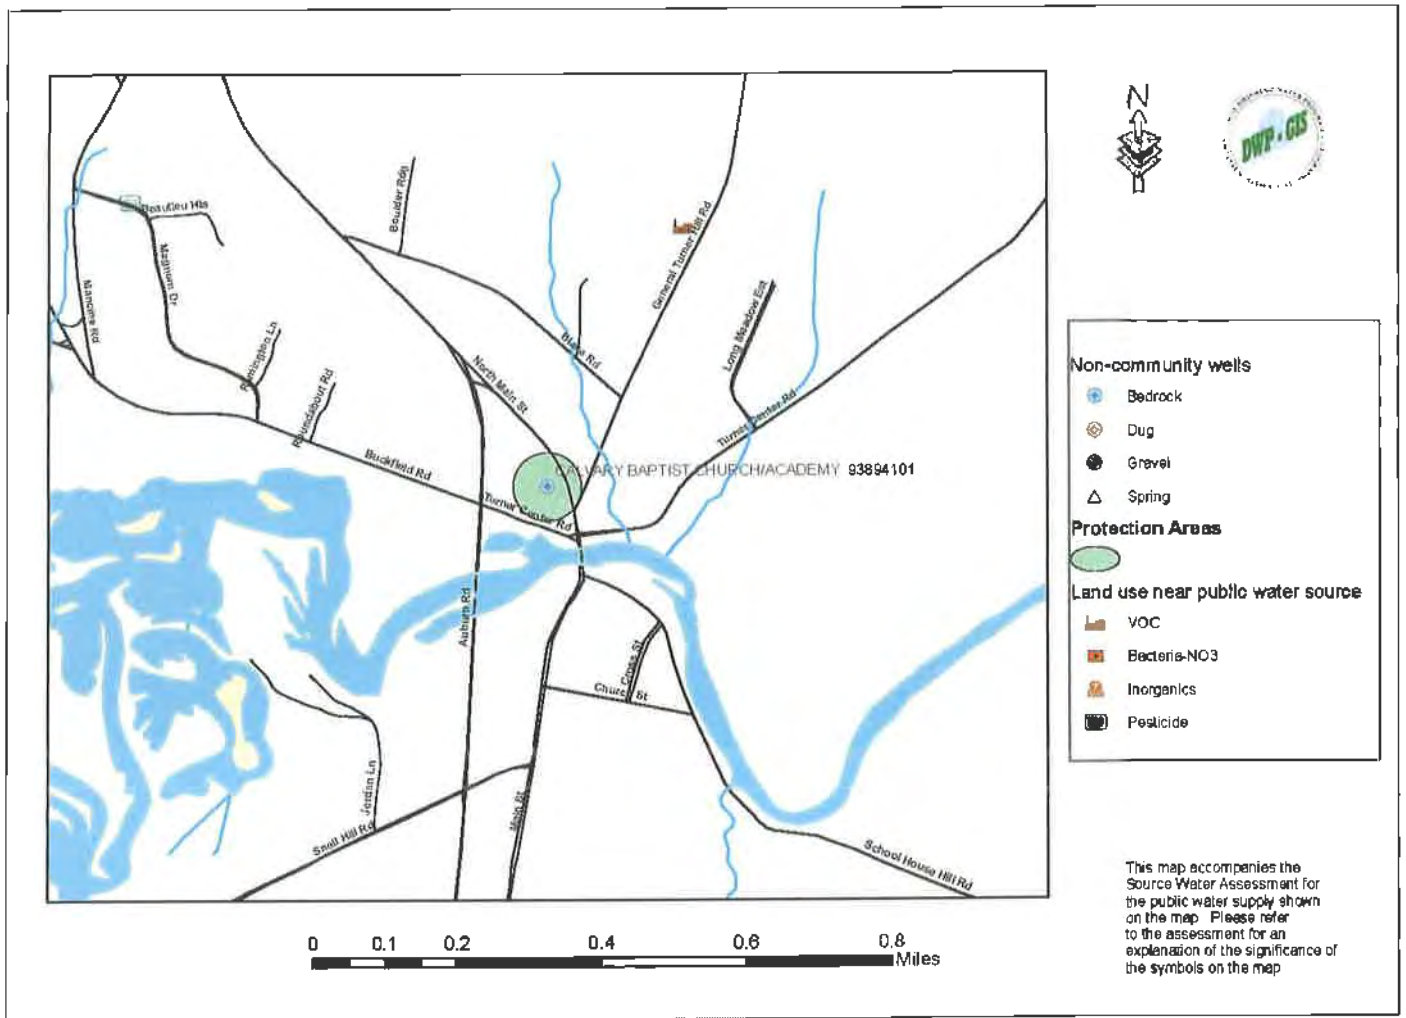 N
DWP - GIS
Beaulieu Hts
Boulder Rdg
General Turner Hill Rd
Magnum Dr
Mancine Rd
Long Meadow Est
Blake Rd
Roundabout Rd
North Main St
Turner Center Rd
Buckfield Rd
CALVARY BAPTIST CHURCH/ACADEMY 93894101
Turner Center Rd
Auburn Rd
Cross St
Church St
Jordan Ln
Main St
Snell Hill Rd
School House Hill Rd
Non-community wells
Bedrock
Dug
Gravel
Spring
Protection Areas
Land use near public water source
VOC
Bacteria-NO3
Inorganics
Pesticide
This map accompanies the
Source Water Assessment for
the public water supply shown
on the map Please refer
to the assessment for an
explanation of the significance of
the symbols on the map
0 0.1 0.2 0.4 0.6 0.8
Miles